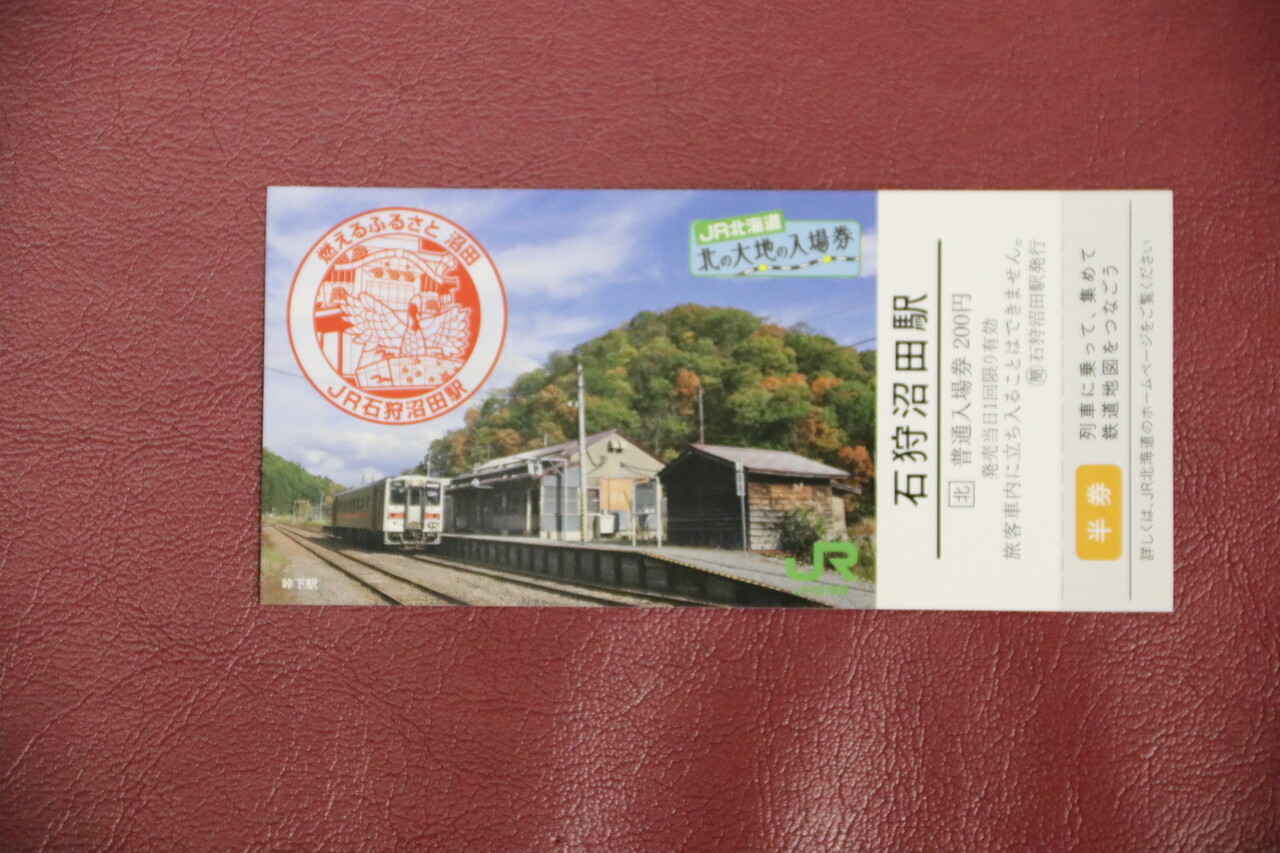 燃えるふるさと 沼田
JR石狩沼田駅
JR北海道
北の大地の入場券
峠下駅
JR
石狩沼田駅
北 普通入場券 200円
発売当日1回限り有効
旅客車内に立ち入ることはできません。
石狩沼田駅発行
半券
列車に乗って、集めて
鉄道地図をつなごう
詳しくは、JR北海道のホームページをご覧ください